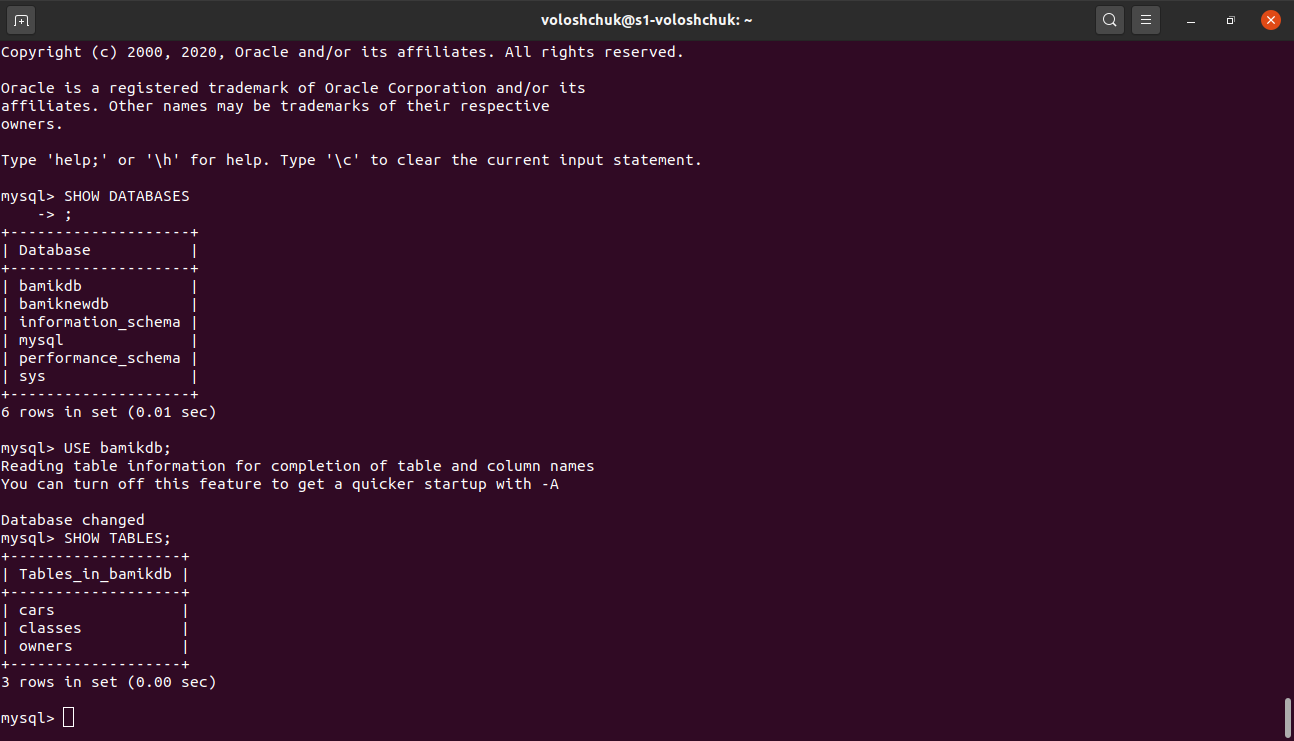 voloshchuk@s1-voloshchuk: ~
Copyright (c) 2000, 2020, Oracle and/or its affiliates. All rights reserved.
Oracle is a registered trademark of Oracle Corporation and/or its
affiliates. Other names may be trademarks of their respective
owners.
Type 'help;' or '\h' for help. Type '\c' to clear the current input statement.
mysql> SHOW DATABASES
    -> ;
+--------------------+
| Database           |
+--------------------+
| bamikdb            |
| bamiknewdb         |
| information_schema |
| mysql              |
| performance_schema |
| sys                |
+--------------------+
6 rows in set (0.01 sec)
mysql> USE bamikdb;
Reading table information for completion of table and column names
You can turn off this feature to get a quicker startup with -A
Database changed
mysql> SHOW TABLES;
+-------------------+
| Tables_in_bamikdb |
+-------------------+
| cars              |
| classes           |
| owners            |
+-------------------+
3 rows in set (0.00 sec)
mysql>